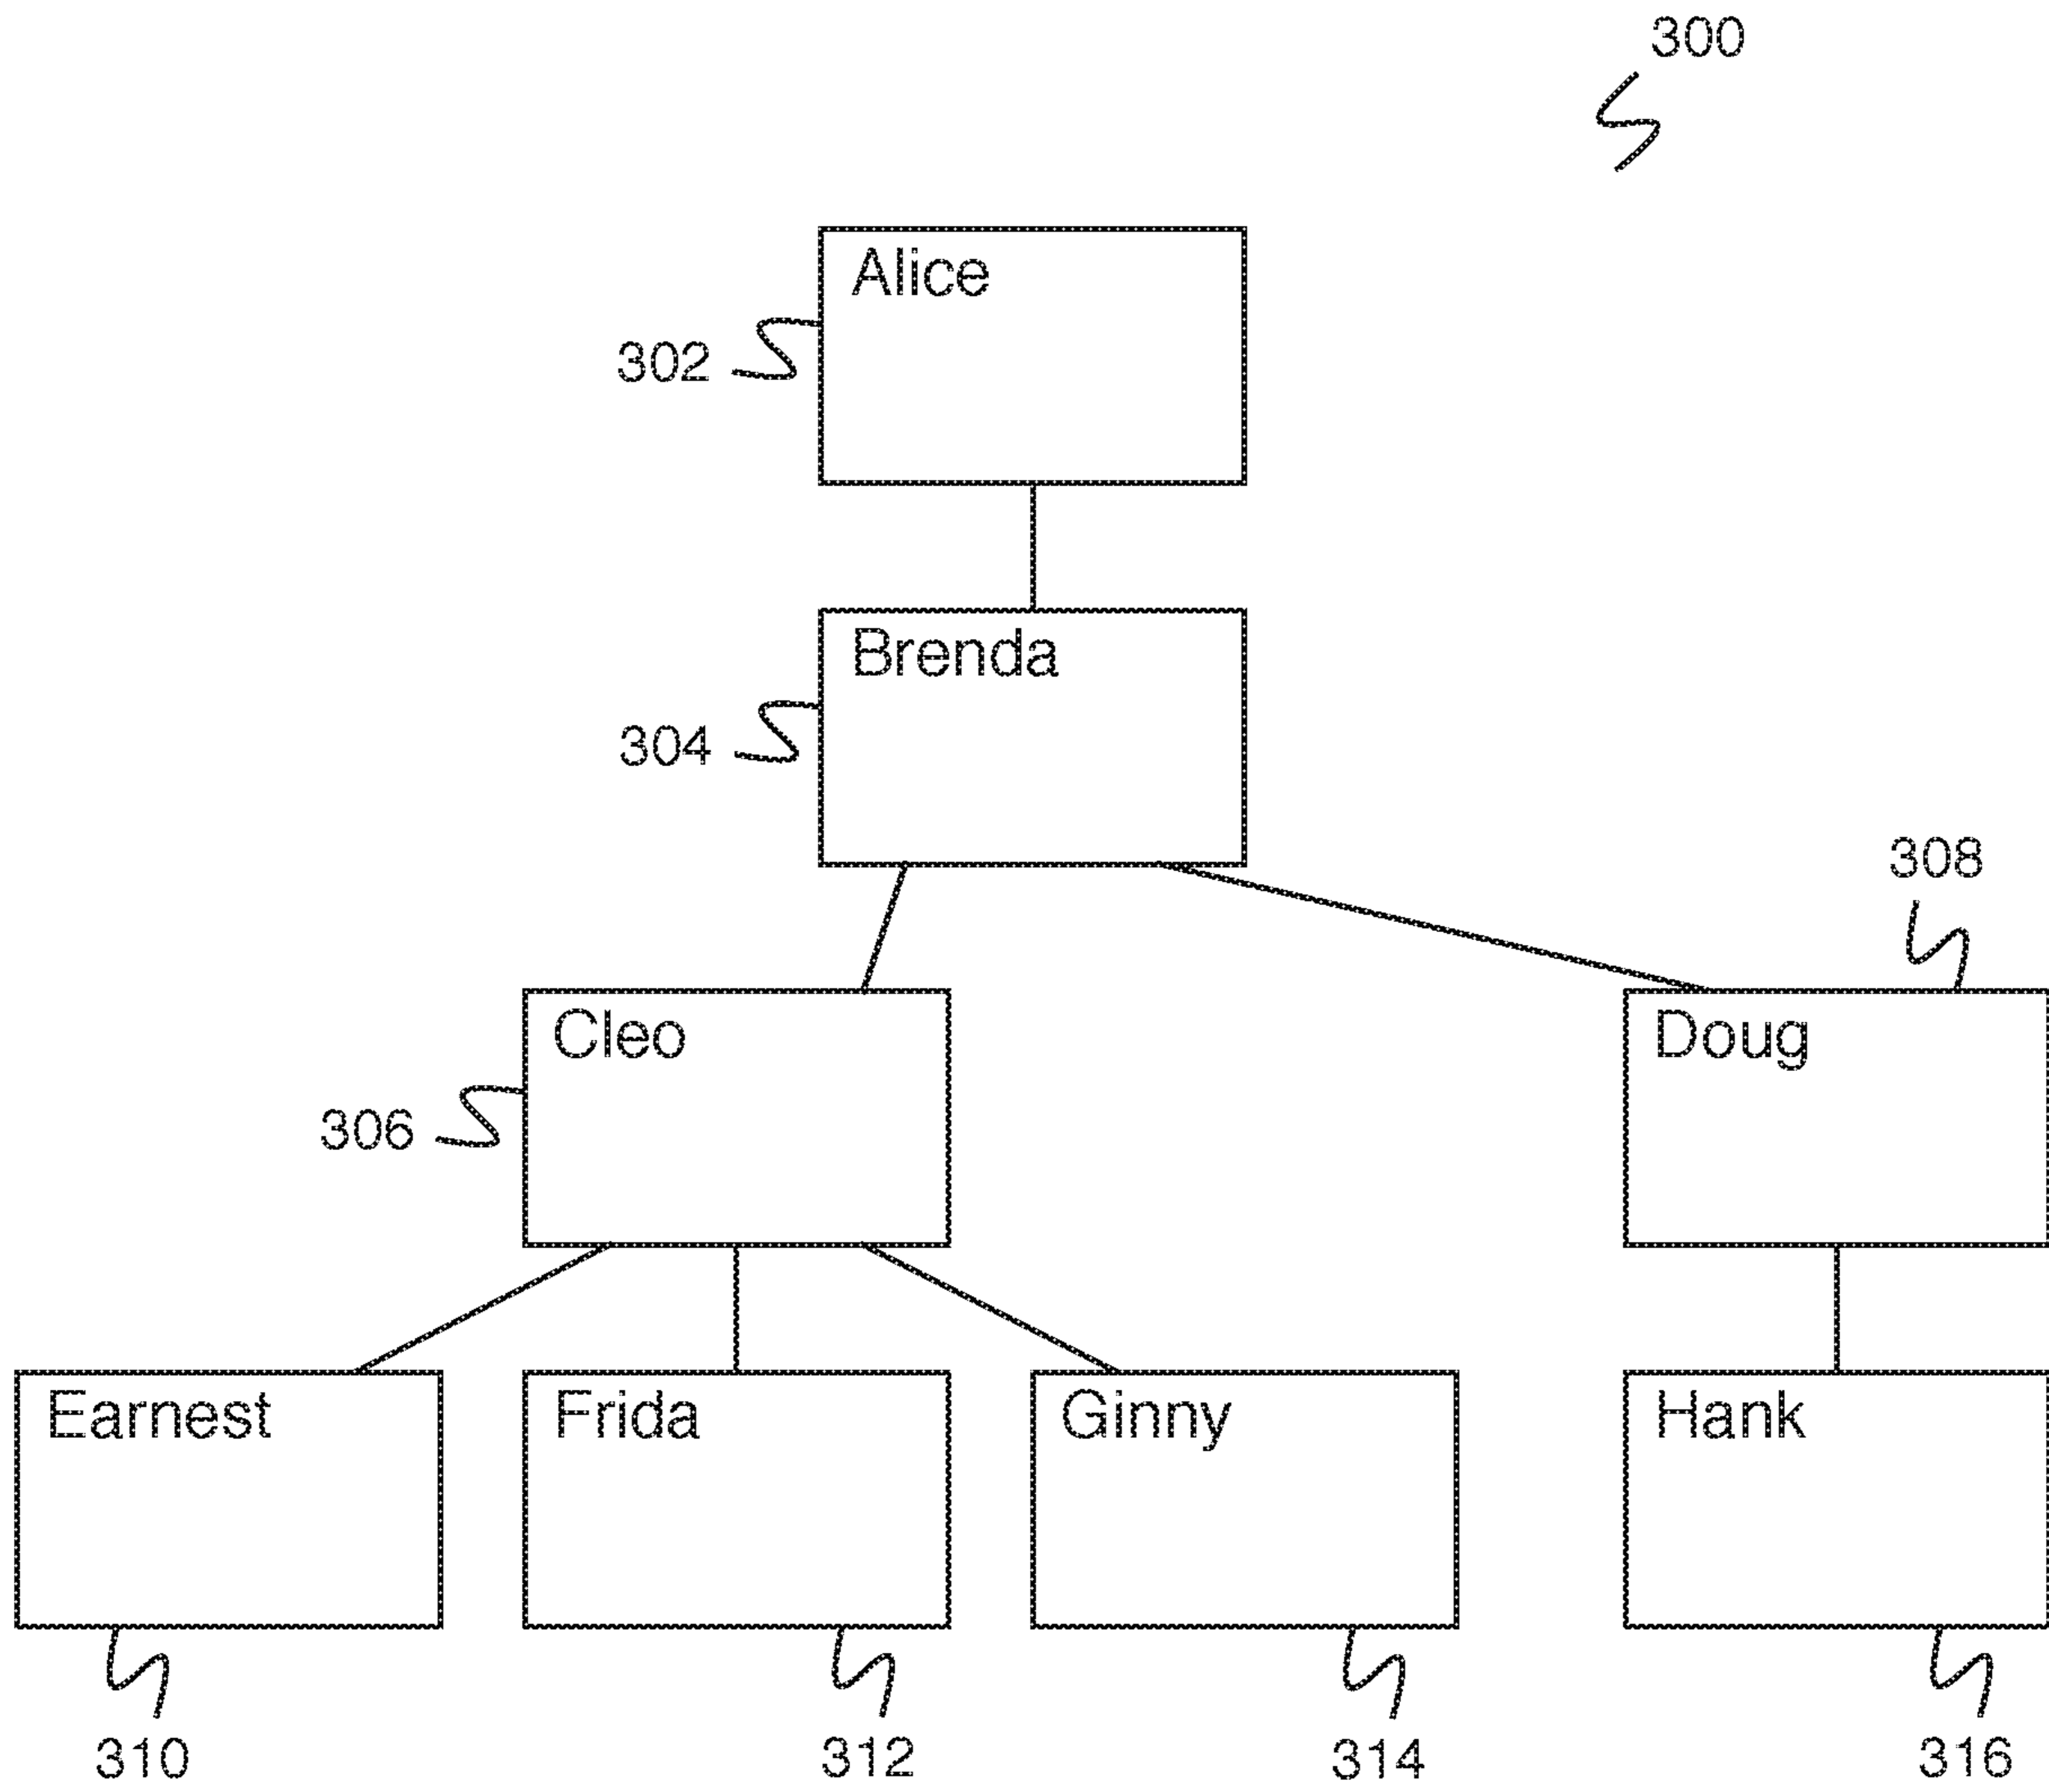 300
Alice
302
Brenda
304
308
Cleo
Doug
306
Earnest
Frida
Ginny
Hank
310
312
314
316